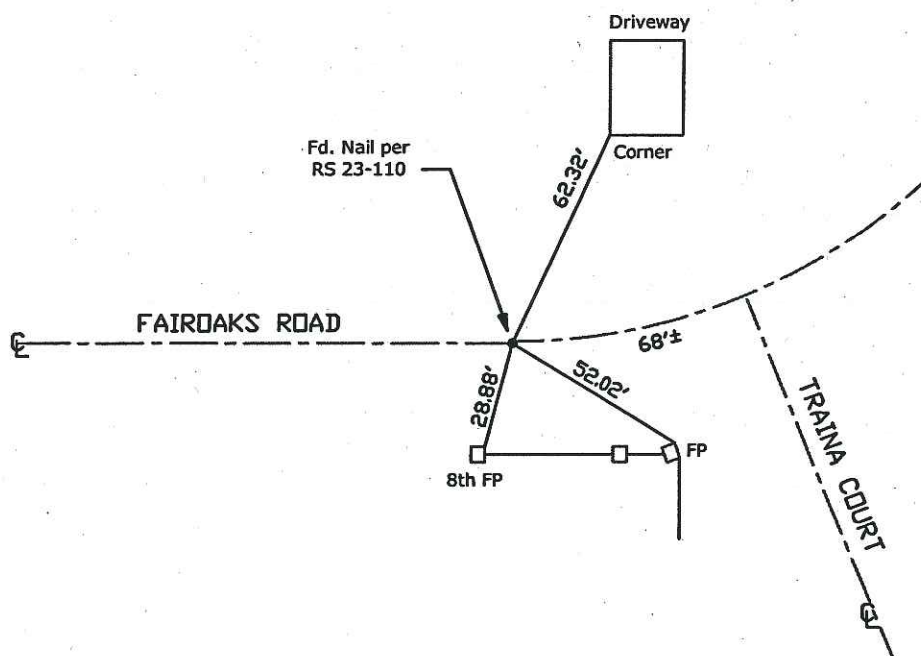 Driveway
Corner
Fd. Nail per
RS 23-110
62.32'
FAIROAKS ROAD
℄
68'±
52.02'
28.88'
FP
8th FP
TRAINA COURT
℄